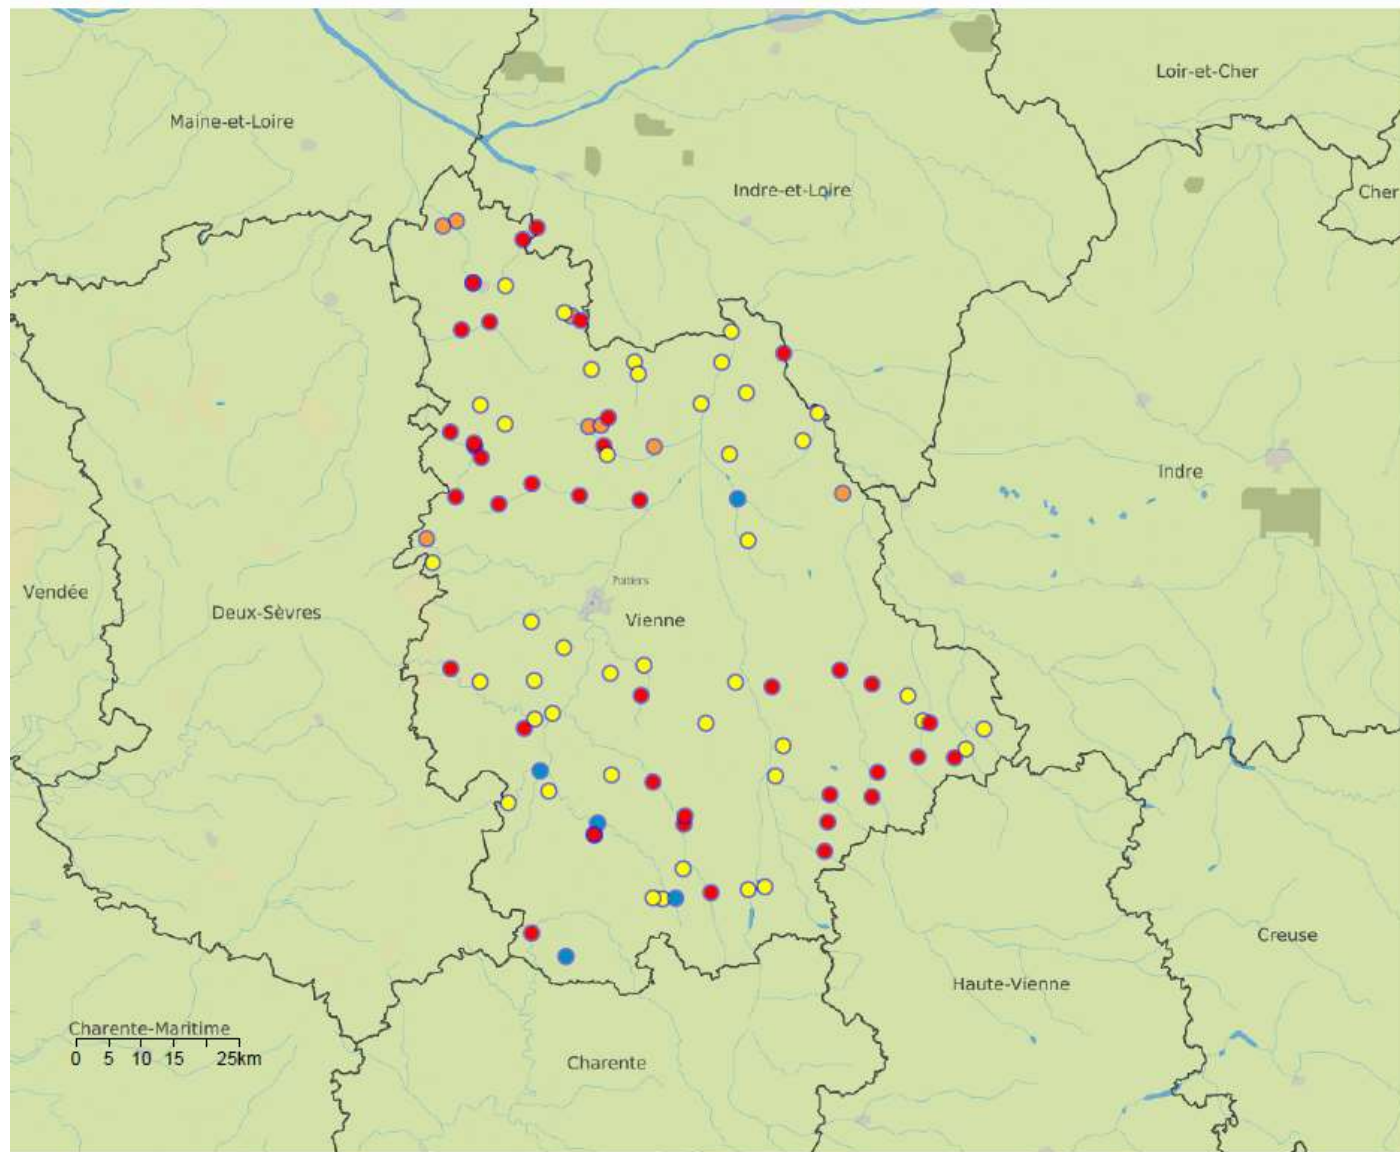 Loir-et-Cher
Maine-et-Loire
Indre-et-Loire
Cher
Indre
Poitiers
Vendée
Deux-Sèvres
Vienne
Creuse
Haute-Vienne
Charente-Maritime
0 5 10 15 25km
Charente